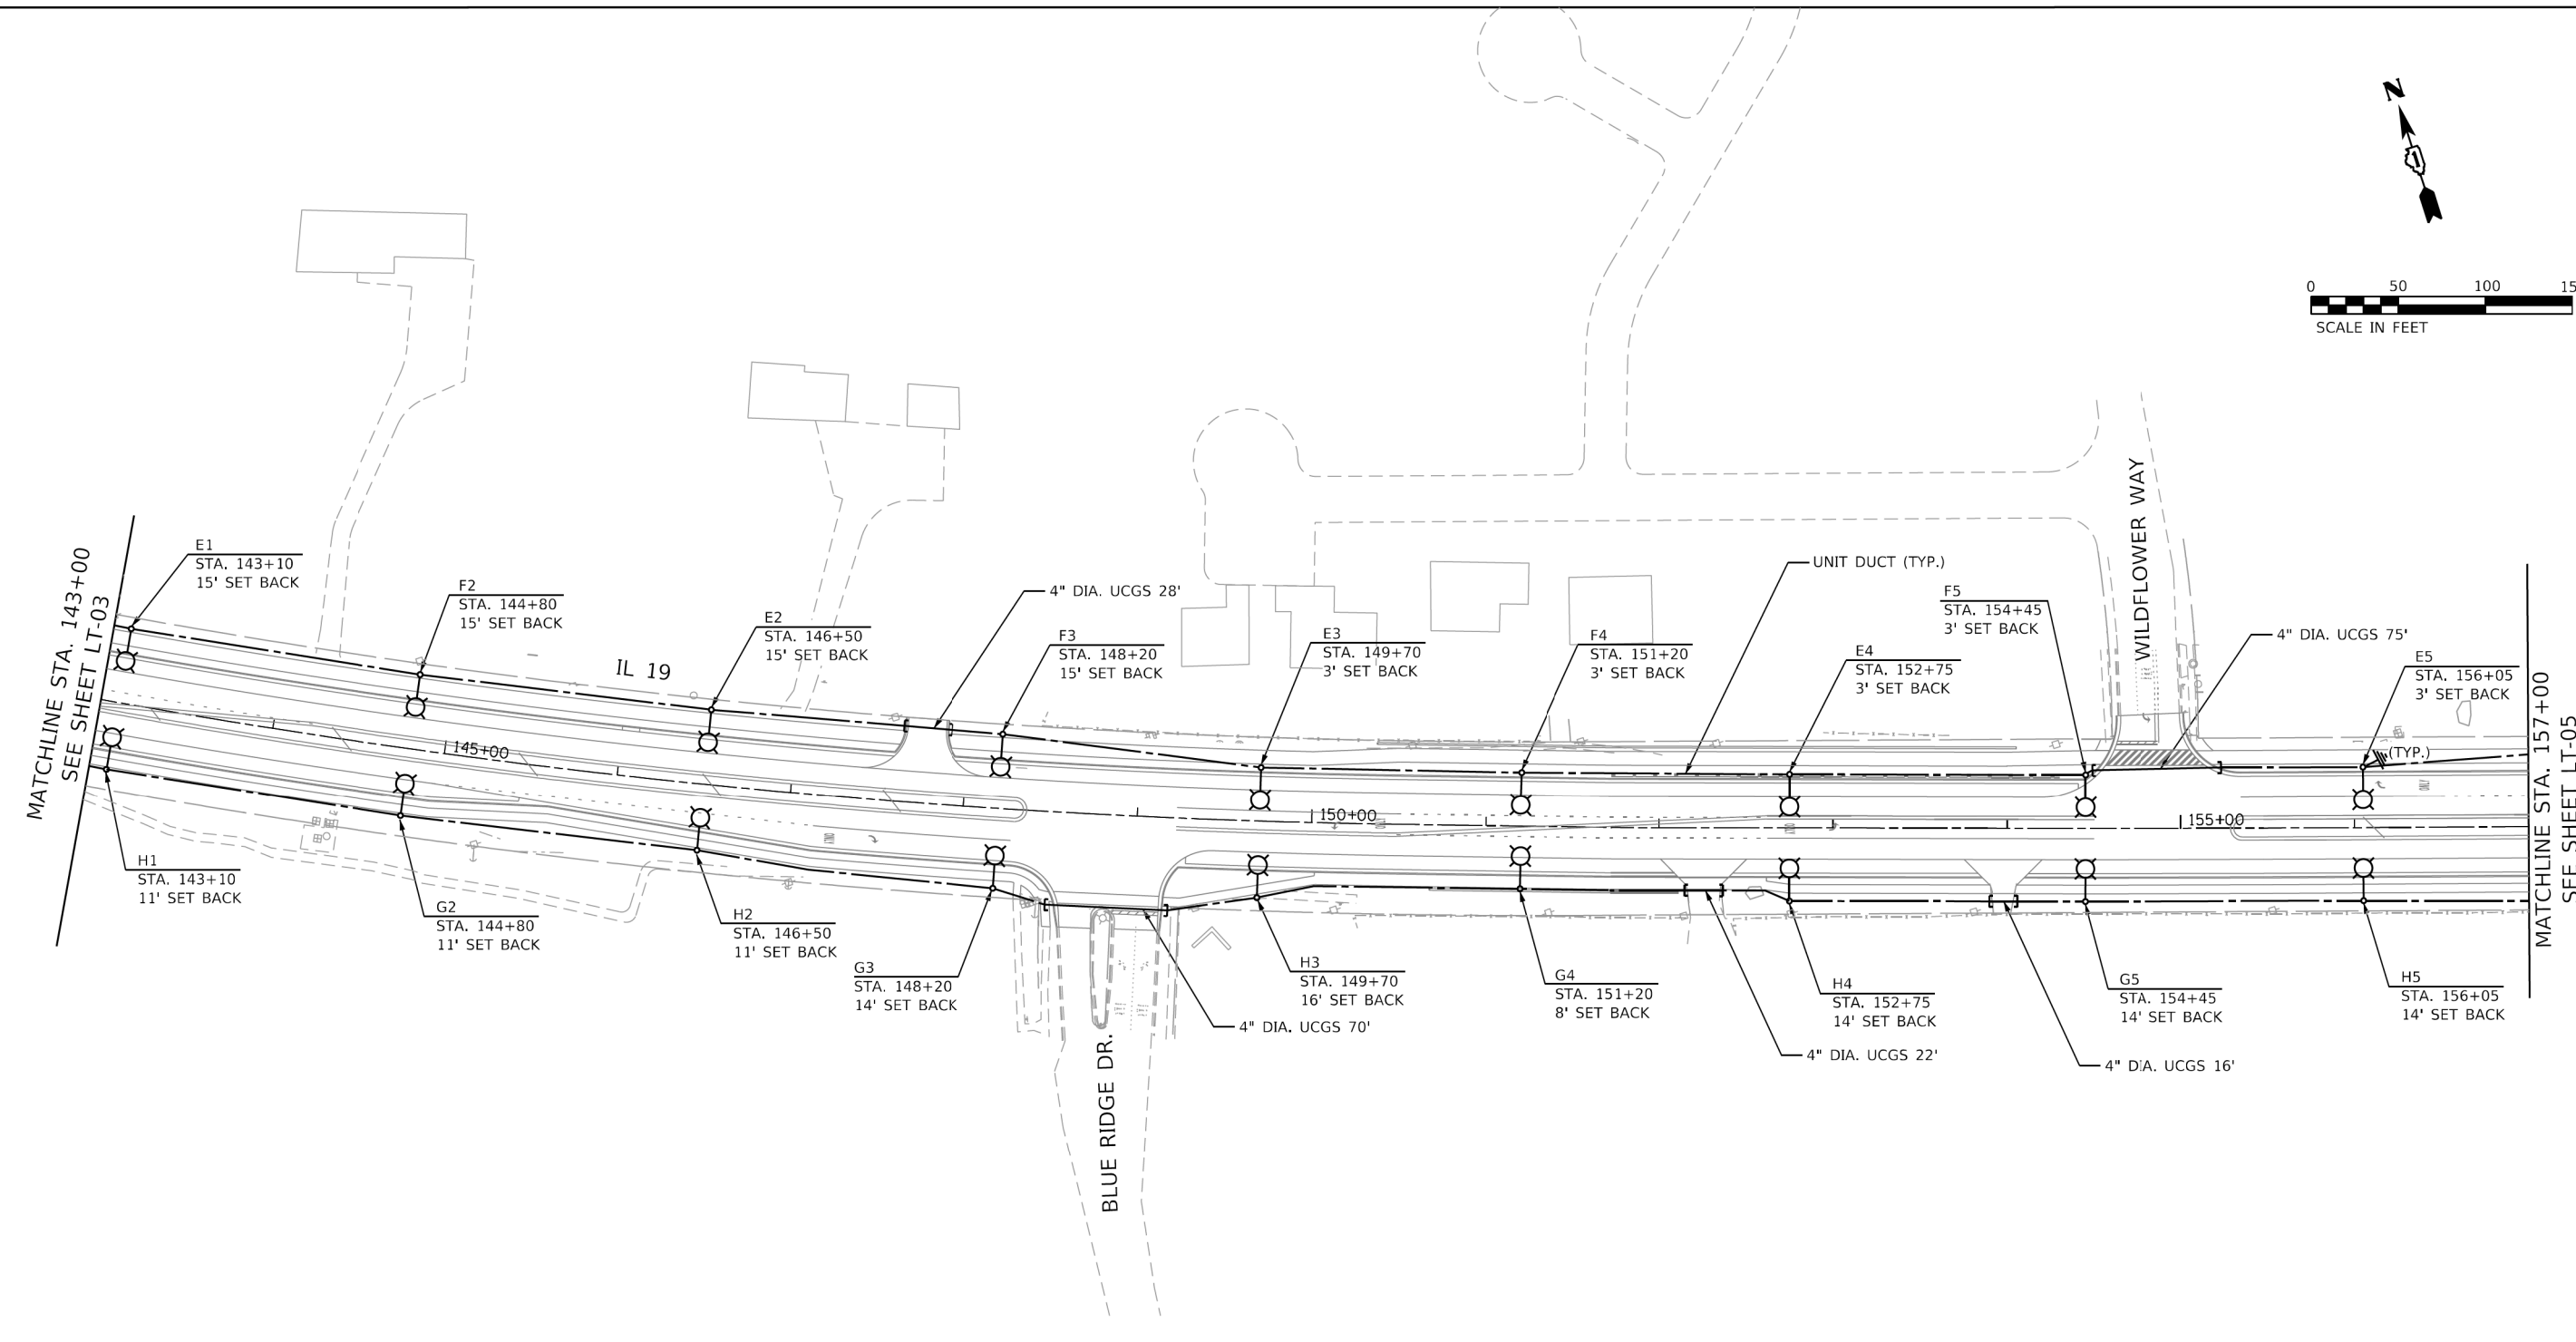 N
0 50 100 15
SCALE IN FEET
MATCHLINE STA. 143+00
SEE SHEET LT-03
E1
STA. 143+10
15' SET BACK
F2
STA. 144+80
15' SET BACK
IL 19
E2
STA. 146+50
15' SET BACK
4" DIA. UCGS 28'
F3
STA. 148+20
15' SET BACK
E3
STA. 149+70
3' SET BACK
F4
STA. 151+20
3' SET BACK
UNIT DUCT (TYP.)
E4
STA. 152+75
3' SET BACK
F5
STA. 154+45
3' SET BACK
WILDFLOWER WAY
4" DIA. UCGS 75'
E5
STA. 156+05
3' SET BACK
(TYP.)
MATCHLINE STA. 157+00
SEE SHEET LT-05
145+00
150+00
155+00
H1
STA. 143+10
11' SET BACK
G2
STA. 144+80
11' SET BACK
H2
STA. 146+50
11' SET BACK
G3
STA. 148+20
14' SET BACK
BLUE RIDGE DR.
4" DIA. UCGS 70'
H3
STA. 149+70
16' SET BACK
G4
STA. 151+20
8' SET BACK
H4
STA. 152+75
14' SET BACK
4" DIA. UCGS 22'
G5
STA. 154+45
14' SET BACK
4" DIA. UCGS 16'
H5
STA. 156+05
14' SET BACK